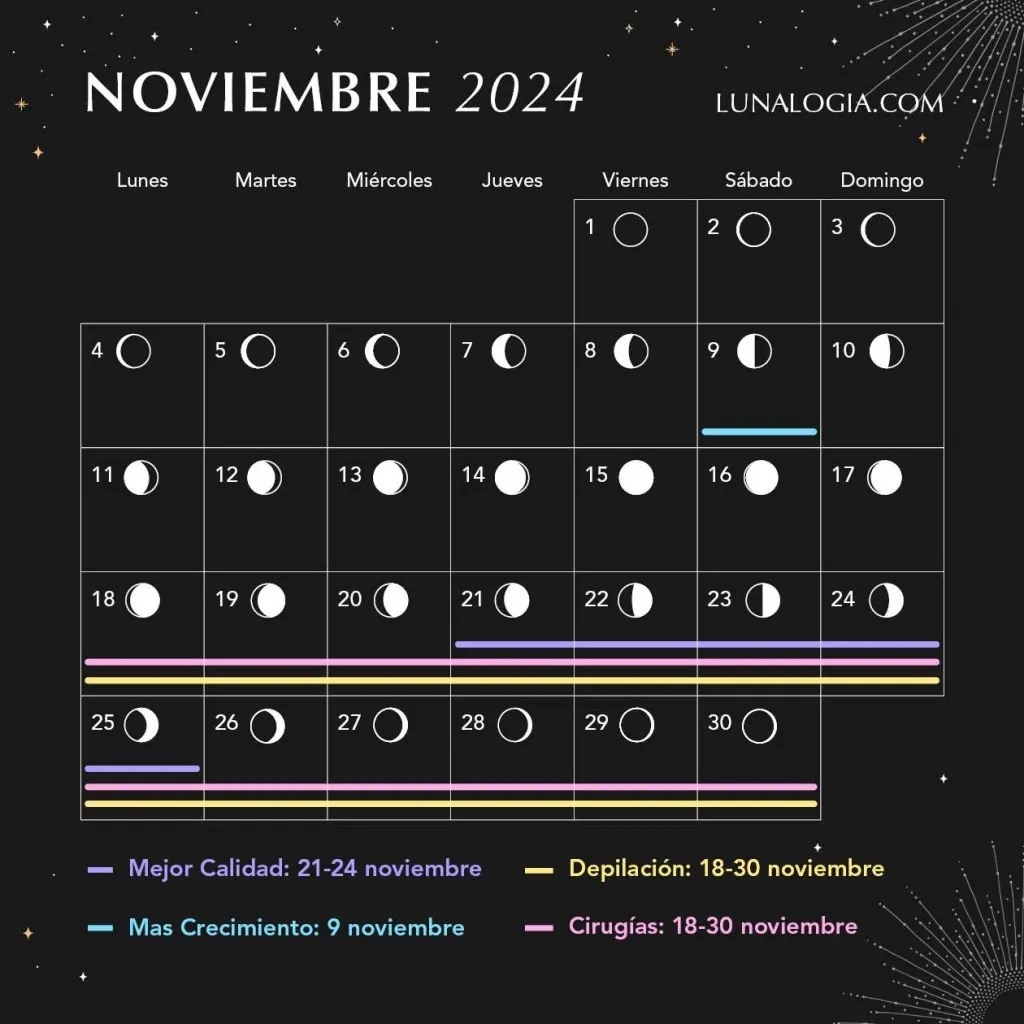 NOVIEMBRE 2024
LUNALOGIA.COM
Lunes Martes Miércoles Jueves Viernes Sábado Domingo
1 2 3
4 5 6 7 8 9 10
11 12 13 14 15 16 17
18 19 20 21 22 23 24
25 26 27 28 29 30
Mejor Calidad: 21-24 noviembre
Depilación: 18-30 noviembre
Mas Crecimiento: 9 noviembre
Cirugías: 18-30 noviembre